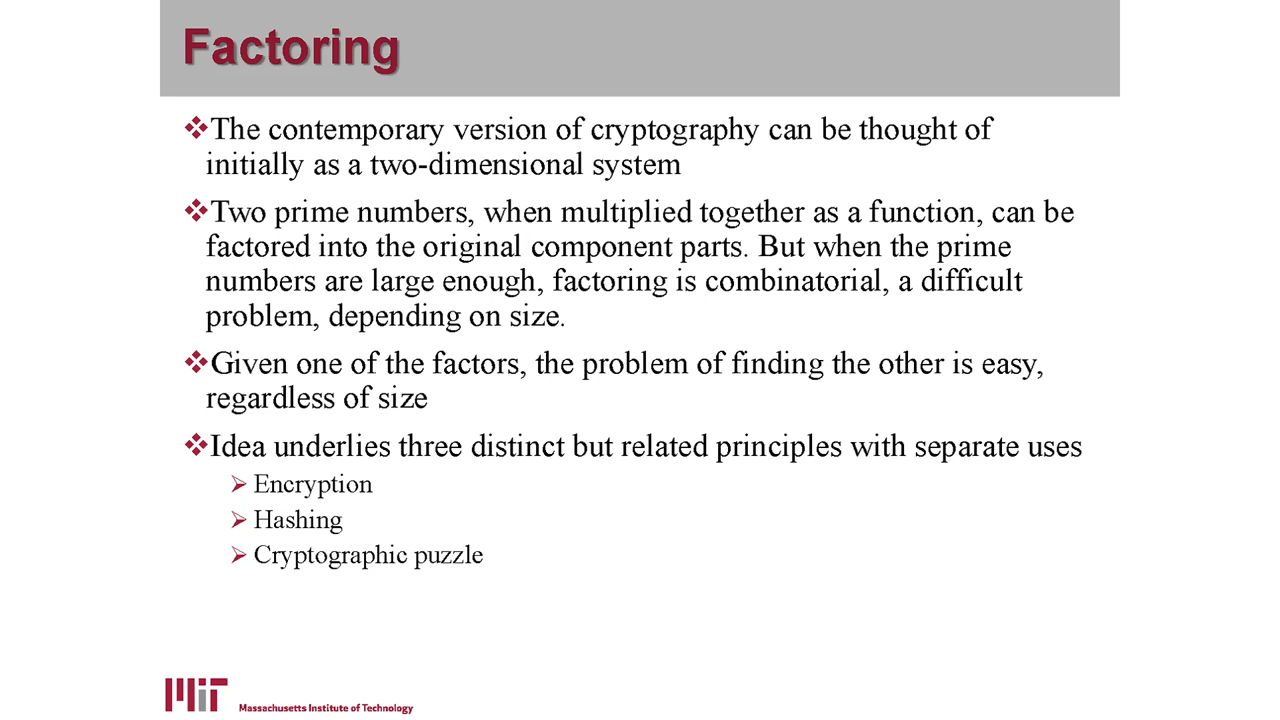 Factoring
❖The contemporary version of cryptography can be thought of
initially as a two-dimensional system
❖Two prime numbers, when multiplied together as a function, can be
factored into the original component parts. But when the prime
numbers are large enough, factoring is combinatorial, a difficult
problem, depending on size.
❖Given one of the factors, the problem of finding the other is easy,
regardless of size
❖Idea underlies three distinct but related principles with separate uses
➢ Encryption
➢ Hashing
➢ Cryptographic puzzle
MIT Massachusetts Institute of Technology